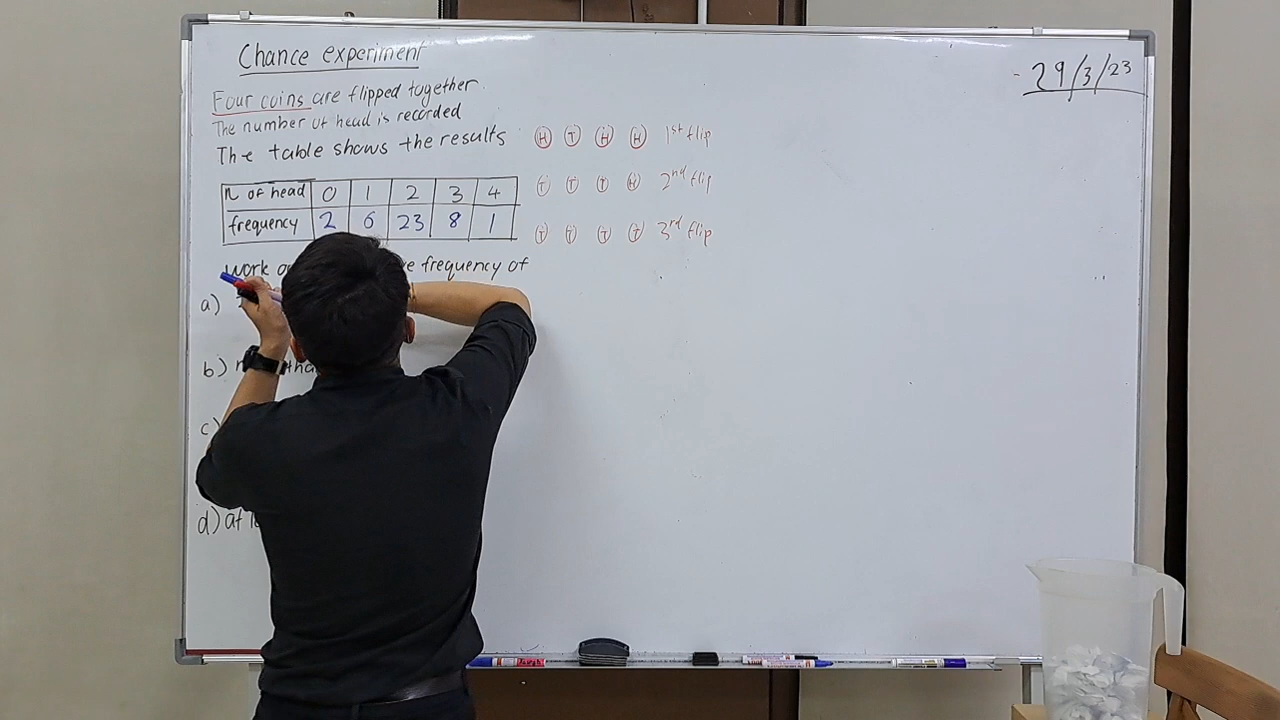 Chance experiment
29/3/23
Four coins are flipped together.
The number of head is recorded
The table shows the results
H T H H 1st flip
T T T H 2nd flip
T T T T 3rd flip
n of head 0 1 2 3 4
frequency 2 6 23 8 1
work frequency of
a)
b)
c)
d) at